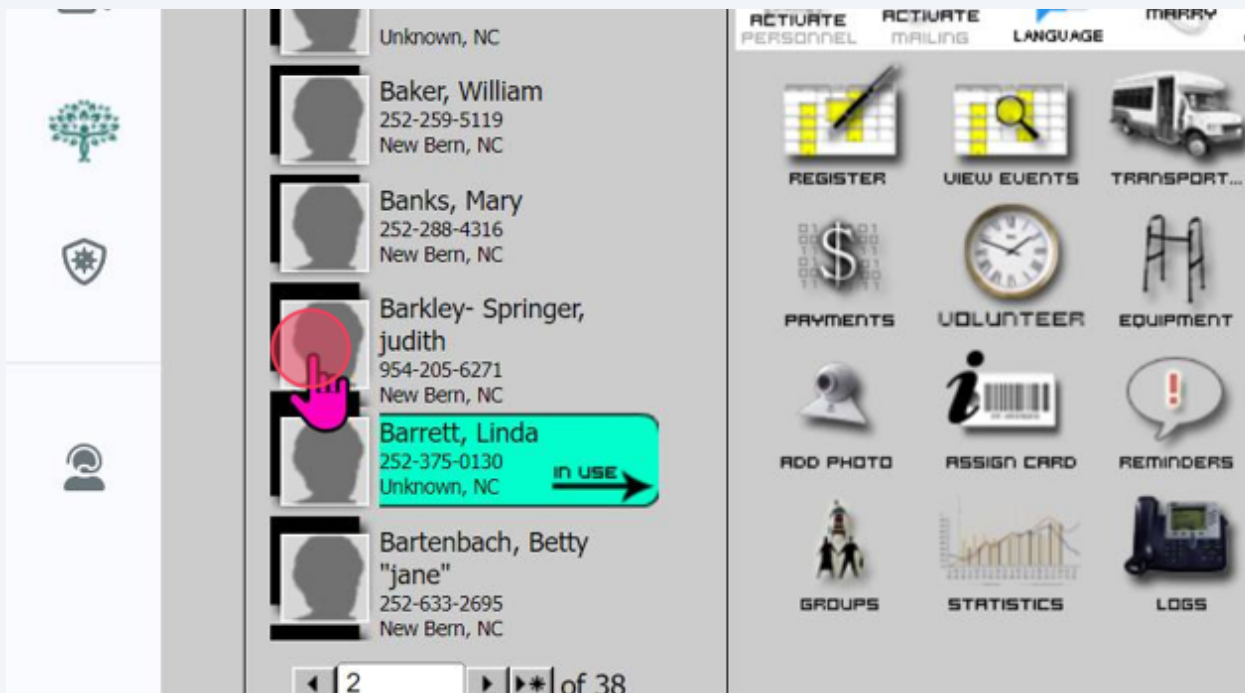 Unknown, NC
Baker, William
252-259-5119
New Bern, NC
Banks, Mary
252-288-4316
New Bern, NC
Barkley- Springer,
judith
954-205-6271
New Bern, NC
Barrett, Linda
252-375-0130
Unknown, NC
IN USE
Bartenbach, Betty
"jane"
252-633-2695
New Bern, NC
2 of 38
ACTIVATE
PERSONNEL
ACTIVATE
MAILING
LANGUAGE
MARRY
REGISTER
VIEW EVENTS
TRANSPORT...
PAYMENTS
VOLUNTEER
EQUIPMENT
ADD PHOTO
ASSIGN CARD
REMINDERS
GROUPS
STATISTICS
LOGS